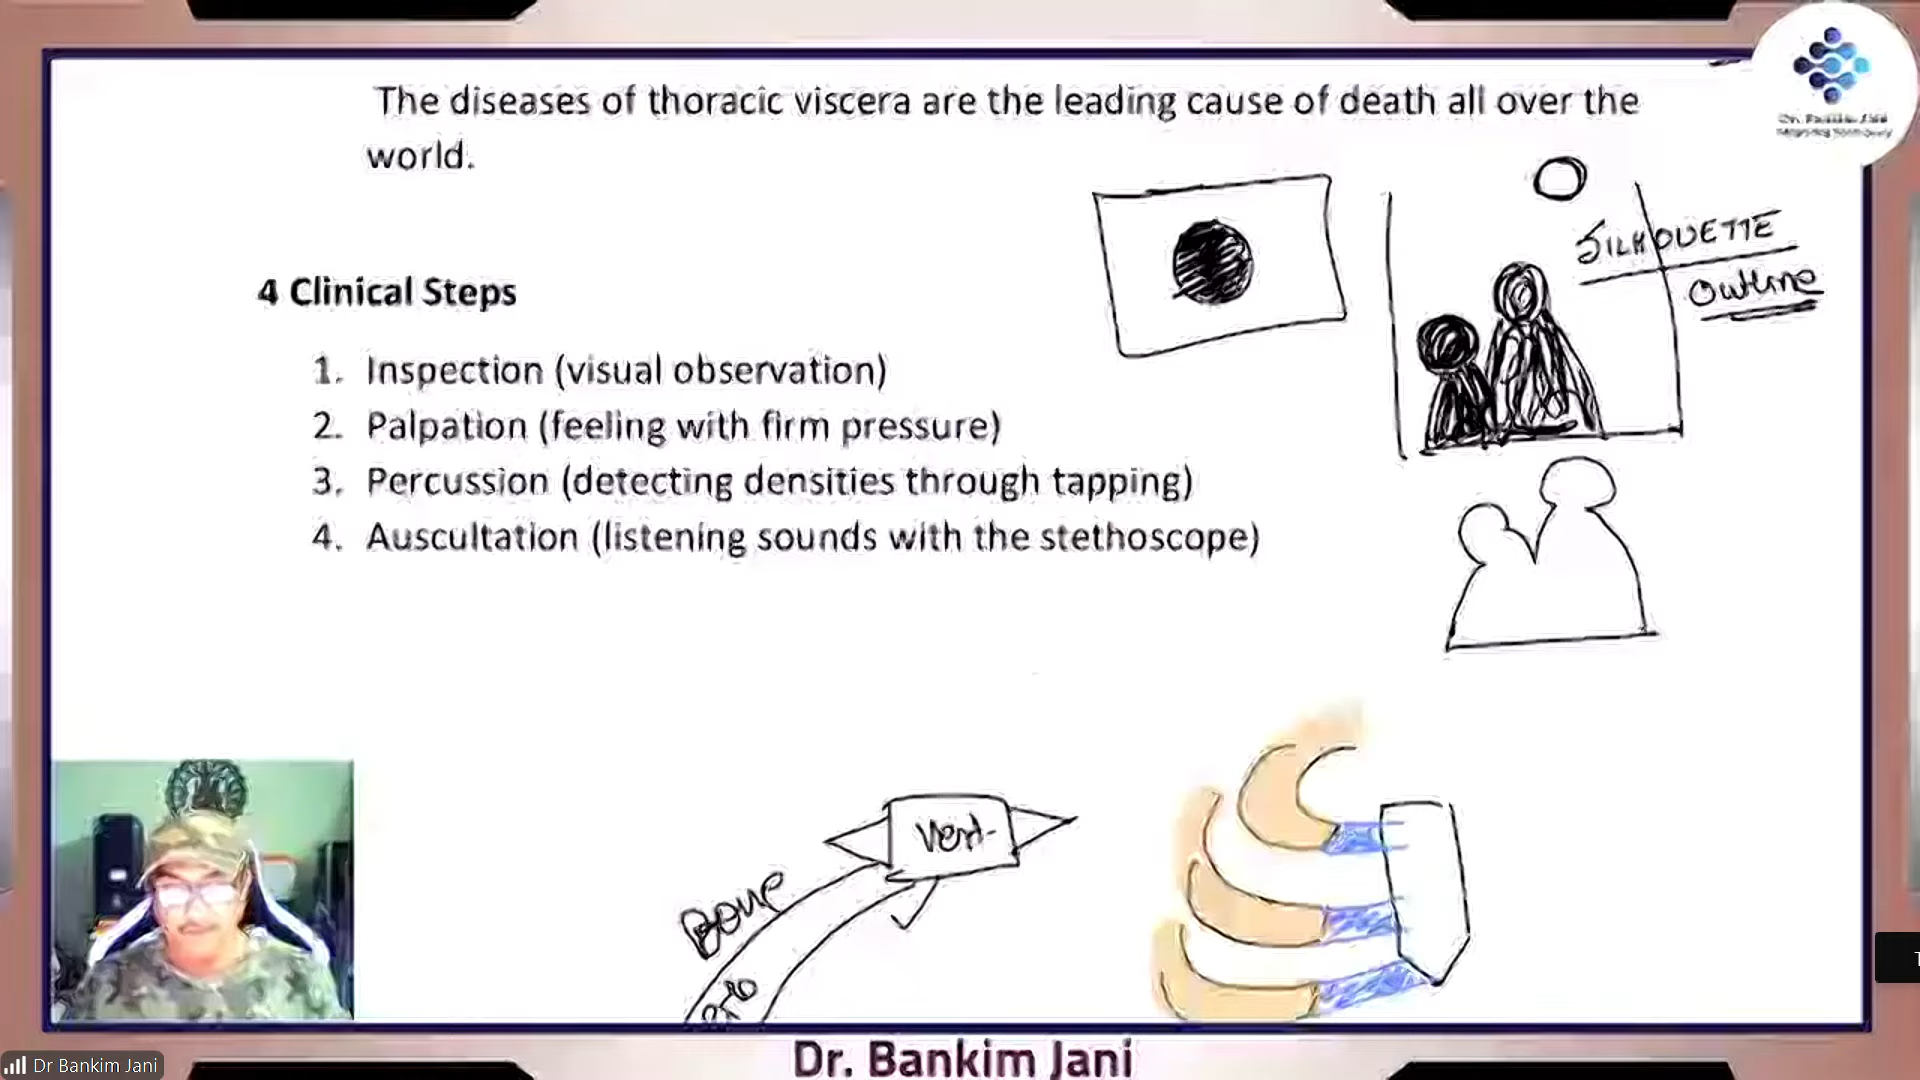 The diseases of thoracic viscera are the leading cause of death all over the
world.
SILHOUETTE
Outline
4 Clinical Steps
1. Inspection (visual observation)
2. Palpation (feeling with firm pressure)
3. Percussion (detecting densities through tapping)
4. Auscultation (listening sounds with the stethoscope)
Vert-
Bone
Dr. Bankim Jani
Dr Bankim Jani